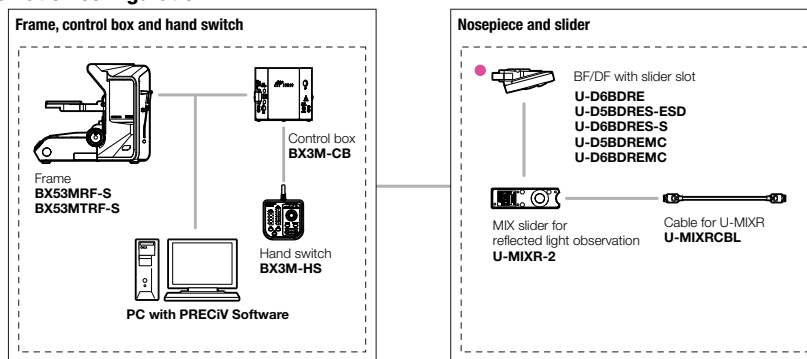 Frame, control box and hand switch
Frame
BX53MRF-S
BX53MTRF-S
Control box
BX3M-CB
Hand switch
BX3M-HS
PC with PRECiV Software
Nosepiece and slider
BF/DF with slider slot
U-D6BDRE
U-D5BDRES-ESD
U-D6BDRES-S
U-D5BDREMC
U-D6BDREMC
MIX slider for
reflected light observation
U-MIXR-2
Cable for U-MIXR
U-MIXRCBL